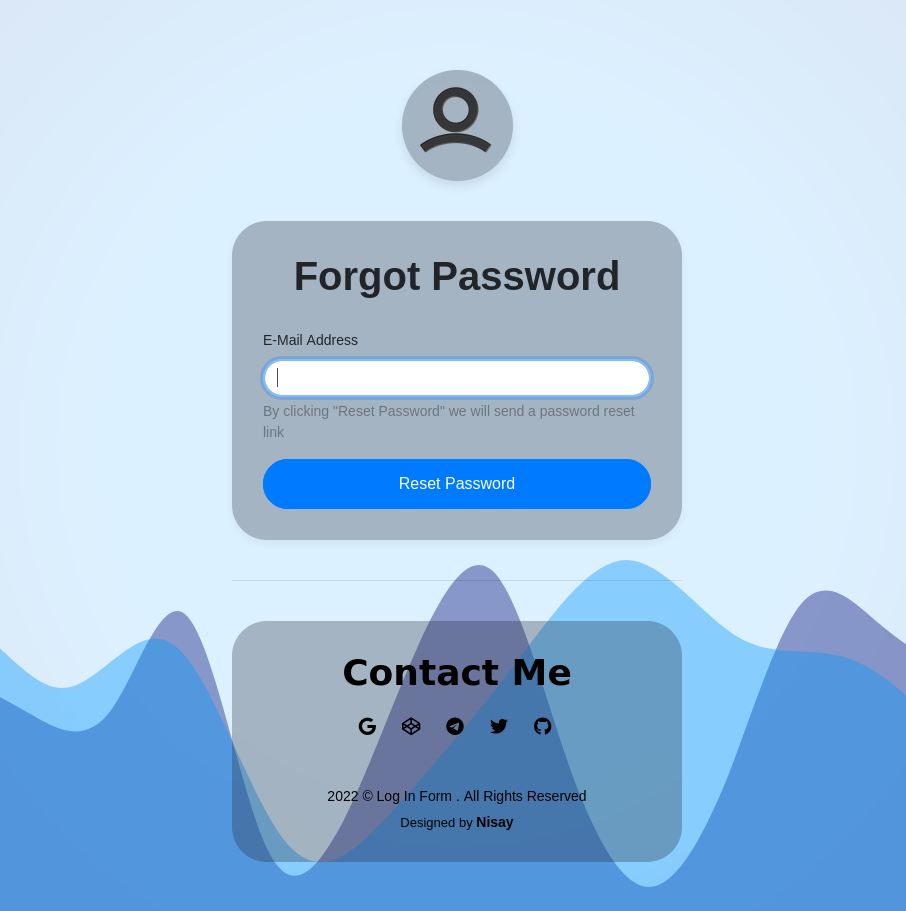 Forgot Password
E-Mail Address
By clicking "Reset Password" we will send a password reset
link
Reset Password
Contact Me
2022 © Log In Form . All Rights Reserved
Designed by Nisay